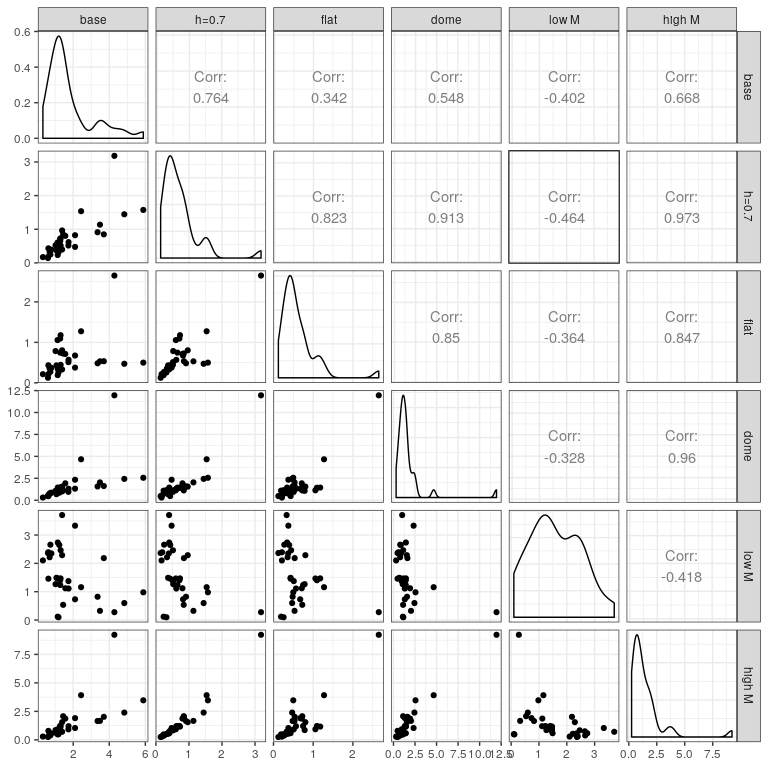 base h=0.7 flat dome low M high M
0.6
0.4
0.2
0.0
Corr: Corr: Corr: Corr: Corr:
0.764 0.342 0.548 -0.402 0.668
base
3
2
1
0
Corr: Corr: Corr: Corr:
0.823 0.913 -0.464 0.973
h=0.7
2
1
0
Corr: Corr: Corr:
0.85 -0.364 0.847
flat
12.5
10.0
7.5
5.0
2.5
0.0
Corr: Corr:
-0.328 0.96
dome
3
2
1
0
Corr:
-0.418
low M
7.5
5.0
2.5
0.0
high M
2 4 6 0 1 2 3 0 1 2 0.0 2.5 5.0 7.5 10.0 12.5 0 1 2 3 0.0 2.5 5.0 7.5